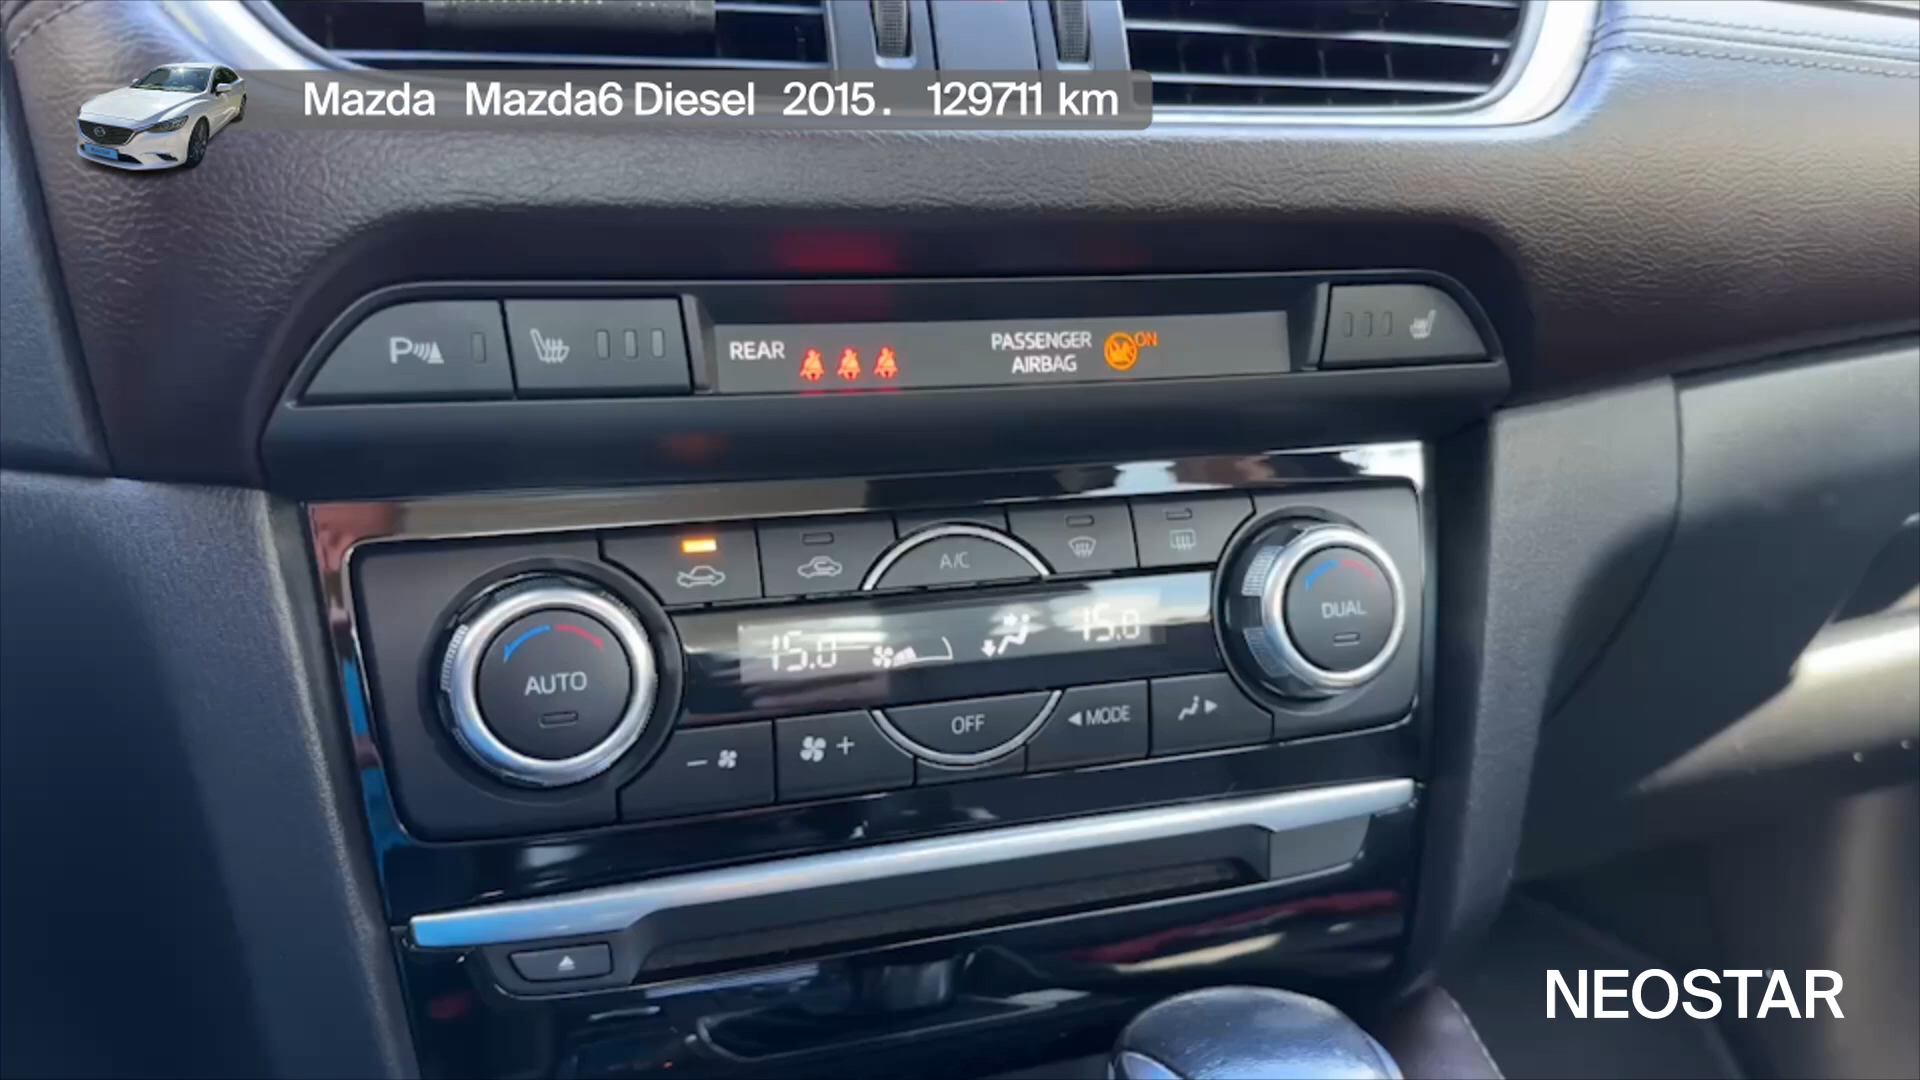 Mazda Mazda6 Diesel 2015. 129711 km
P
REAR
PASSENGER
AIRBAG
ON
A/C
AUTO
15.0
15.0
DUAL
OFF
MODE
NEOSTAR